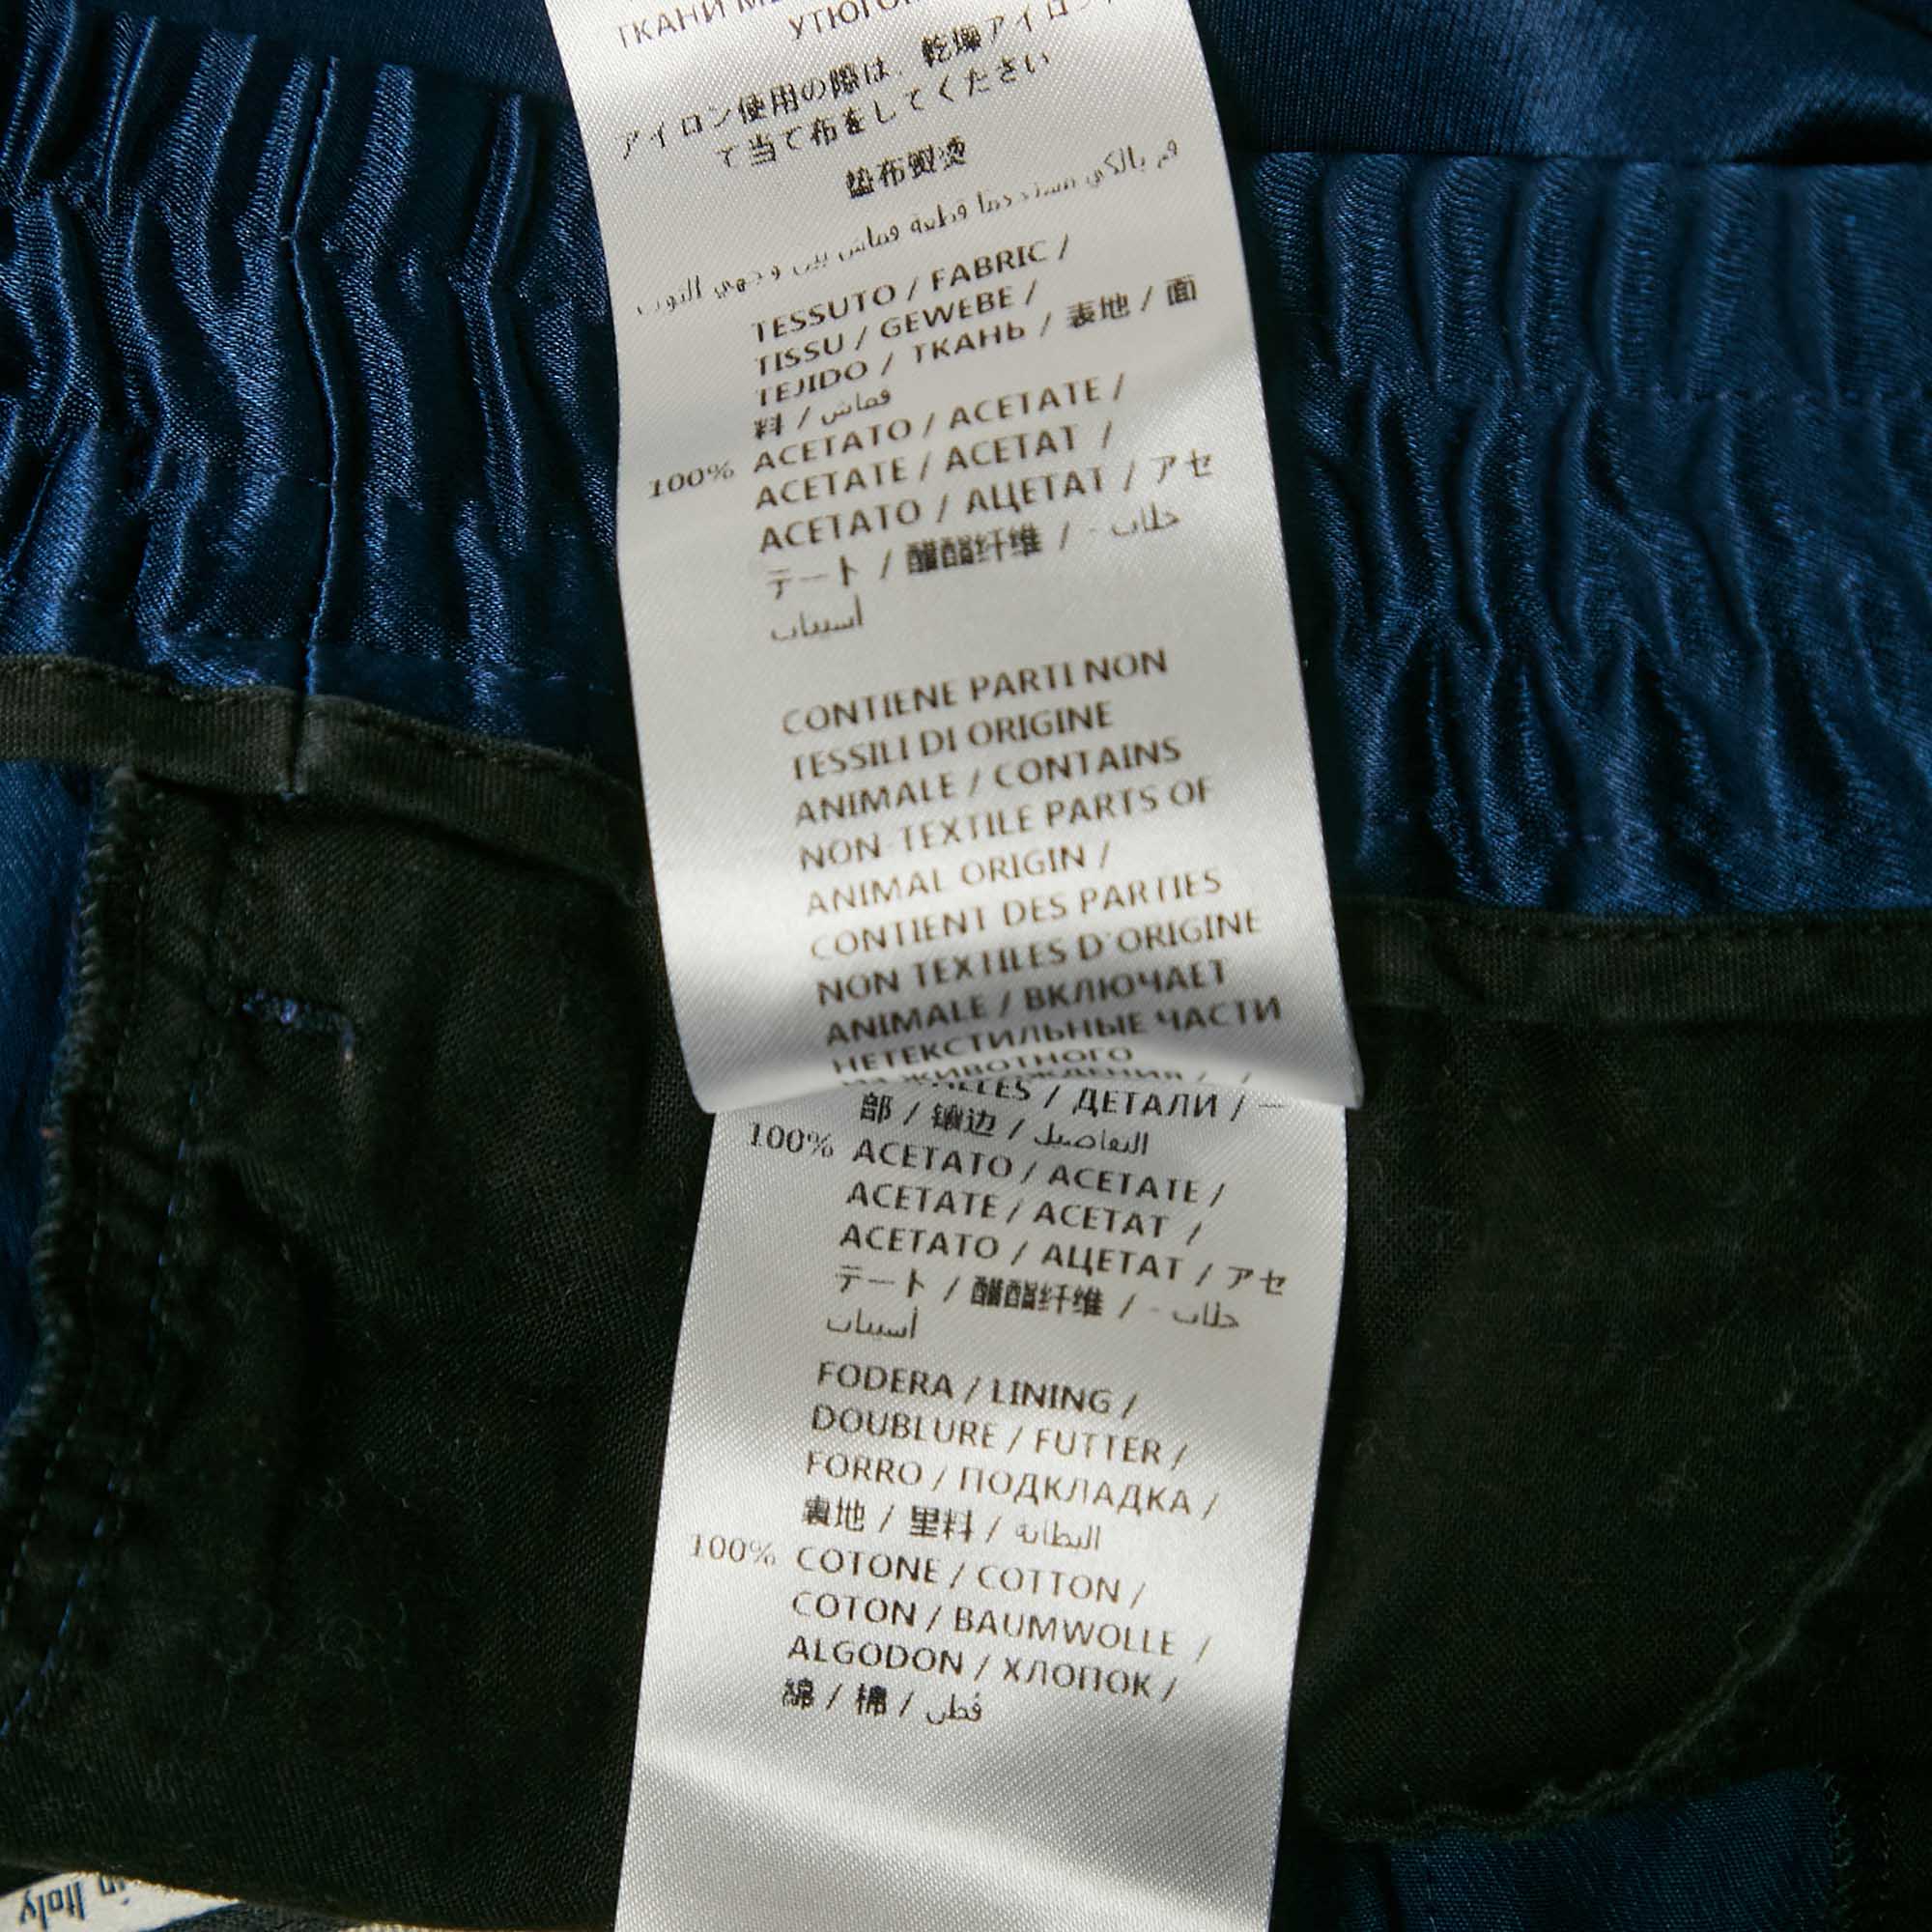 アイロン使用の際は、乾燥アイロン
て当て布をしてください
垫布熨烫
TESSUTO / FABRIC /
TISSU / GEWEBE /
TEJIDO / ТКАНЬ / 表地 / 面
料 / قماش
100% ACETATO / ACETATE /
ACETATE / ACETAT /
ACETATO / АЦЕТАТ / アセ
テート / 醋酯纤维 / - خلات
أسيتات
CONTIENE PARTI NON
TESSILI DI ORIGINE
ANIMALE / CONTAINS
NON-TEXTILE PARTS OF
ANIMAL ORIGIN /
CONTIENT DES PARTIES
NON TEXTILES D'ORIGINE
ANIMALE / ВКЛЮЧАЕТ
НЕТЕКСТИЛЬНЫЕ ЧАСТИ
ЖИВОТНОГО
/ ДЕТАЛИ / 一
部 / 镶边 / التفاصيل
100% ACETATO / ACETATE /
ACETATE / ACETAT /
ACETATO / АЦЕТАТ / アセ
テート / 醋酯纤维 / - خلات
أسيتات
FODERA / LINING /
DOUBLURE / FUTTER /
FORRO / ПОДКЛАДКА /
裏地 / 里料 / البطانة
100% COTONE / COTTON /
COTON / BAUMWOLLE /
ALGODON / ХЛОПОК /
綿 / 棉 / قطن
in Italy